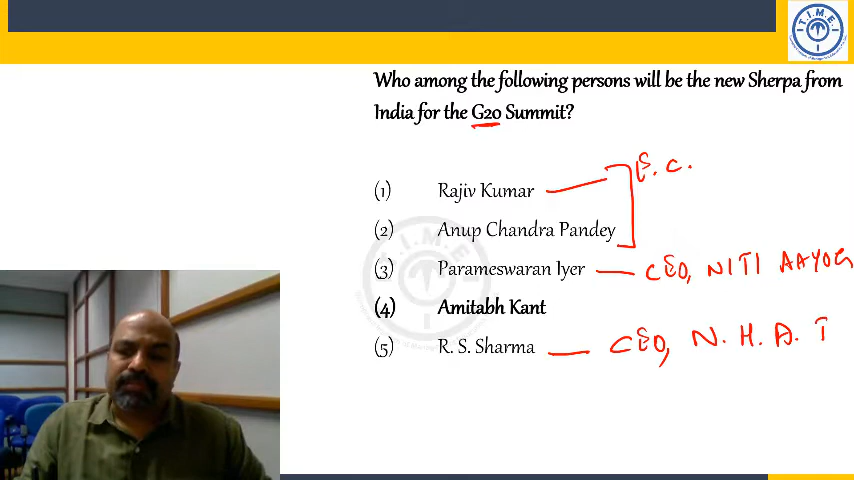 T.I.M.E.
Who among the following persons will be the new Sherpa from
India for the G20 Summit?
E. C.
(1) Rajiv Kumar
(2) Anup Chandra Pandey
(3) Parameswaran Iyer — CEO, NITI AAYOG
(4) Amitabh Kant
(5) R. S. Sharma — CEO, N. H. A. I